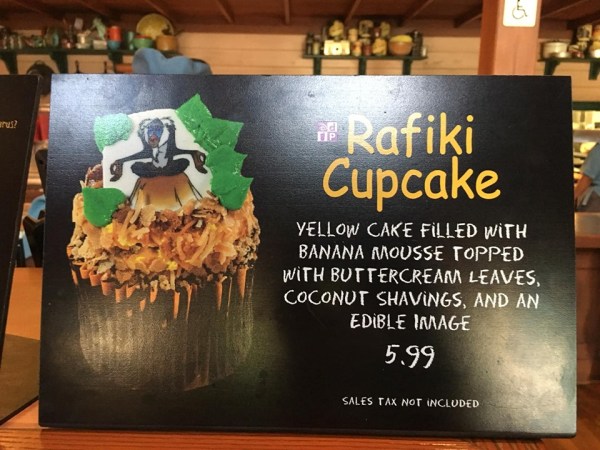 Rafiki
Cupcake
YELLOW CAKE FILLED WITH
BANANA MOUSSE TOPPED
WITH BUTTERCREAM LEAVES,
COCONUT SHAVINGS, AND AN
EDIBLE IMAGE
5.99
SALES TAX NOT INCLUDED